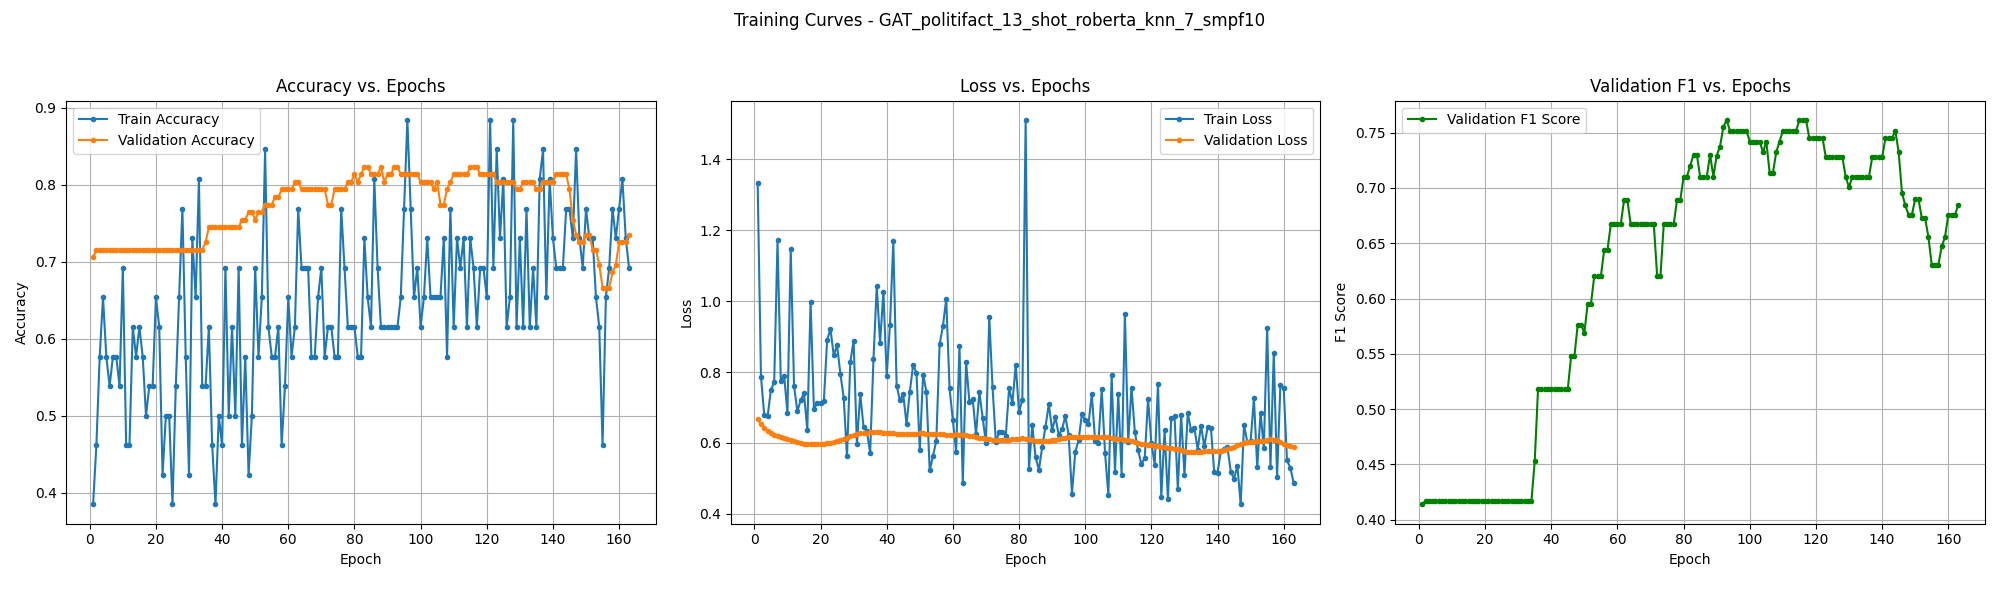 Training Curves - GAT_politifact_13_shot_roberta_knn_7_smpf10
Accuracy vs. Epochs
Train Accuracy
Validation Accuracy
0.9
0.8
0.7
0.6
0.5
0.4
Accuracy
0 20 40 60 80 100 120 140 160
Epoch
Loss vs. Epochs
Train Loss
Validation Loss
1.4
1.2
1.0
0.8
0.6
0.4
Loss
0 20 40 60 80 100 120 140 160
Epoch
Validation F1 vs. Epochs
Validation F1 Score
0.75
0.70
0.65
0.60
0.55
0.50
0.45
0.40
F1 Score
0 20 40 60 80 100 120 140 160
Epoch